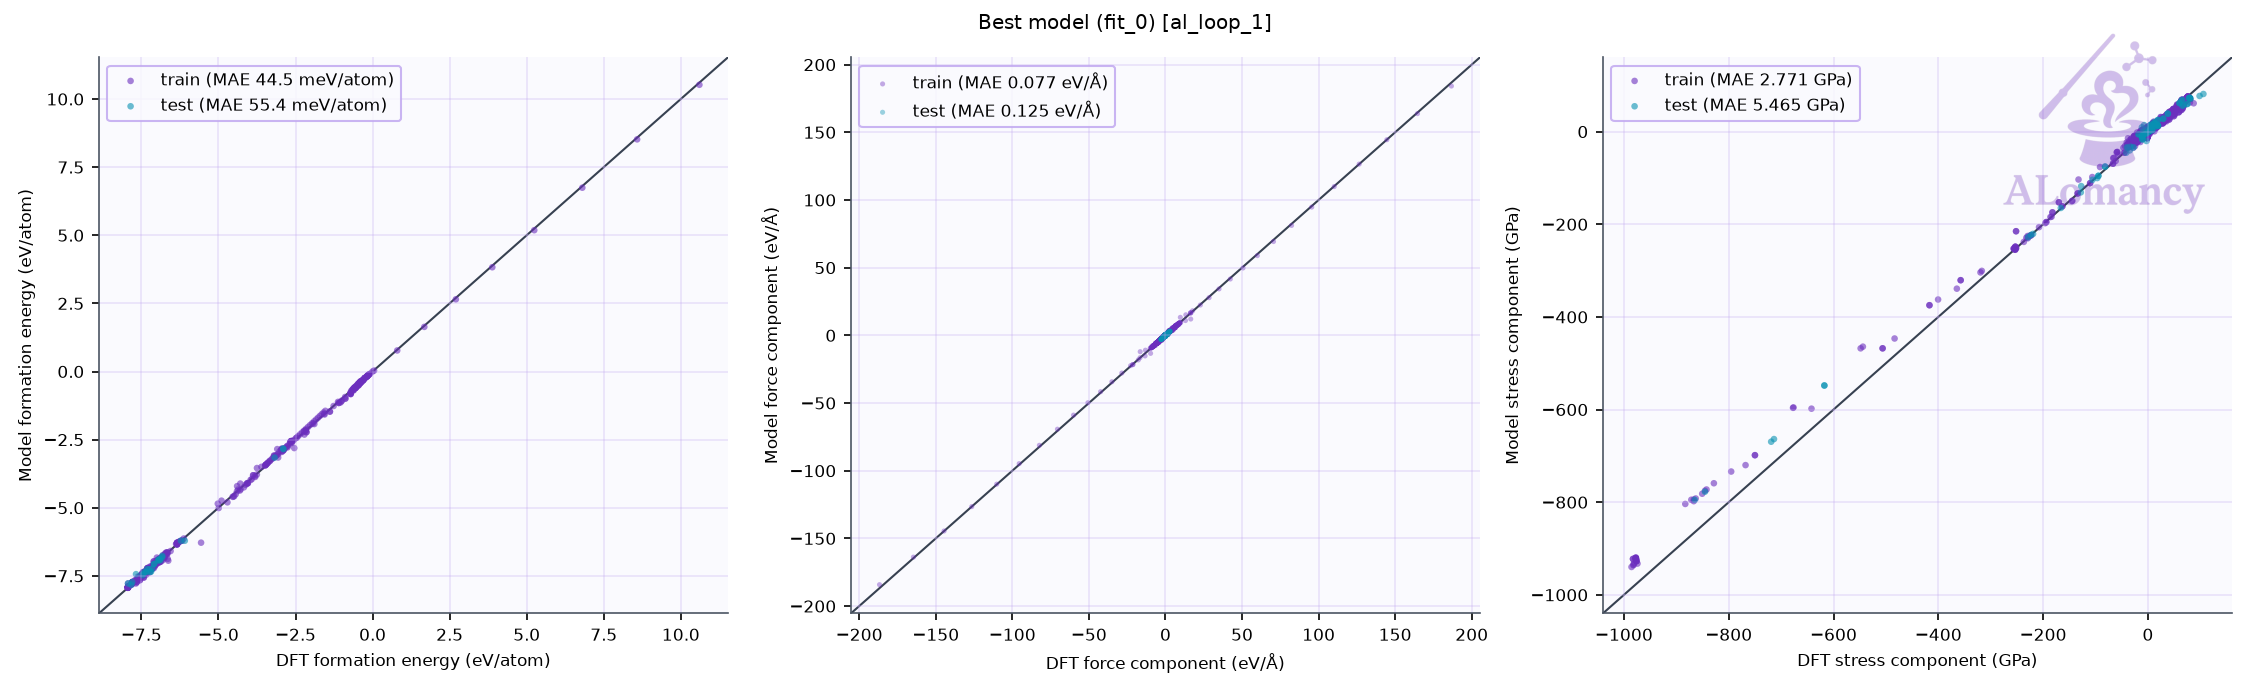 Best model (fit_0) [al_loop_1]
train (MAE 44.5 meV/atom)
test (MAE 55.4 meV/atom)
10.0
7.5
5.0
2.5
0.0
−2.5
−5.0
−7.5
Model formation energy (eV/atom)
−7.5 −5.0 −2.5 0.0 2.5 5.0 7.5 10.0
DFT formation energy (eV/atom)
train (MAE 0.077 eV/Å)
test (MAE 0.125 eV/Å)
200
150
100
50
0
−50
−100
−150
−200
Model force component (eV/Å)
−200 −150 −100 −50 0 50 100 150 200
DFT force component (eV/Å)
train (MAE 2.771 GPa)
test (MAE 5.465 GPa)
ALomancy
0
−200
−400
−600
−800
−1000
Model stress component (GPa)
−1000 −800 −600 −400 −200 0
DFT stress component (GPa)